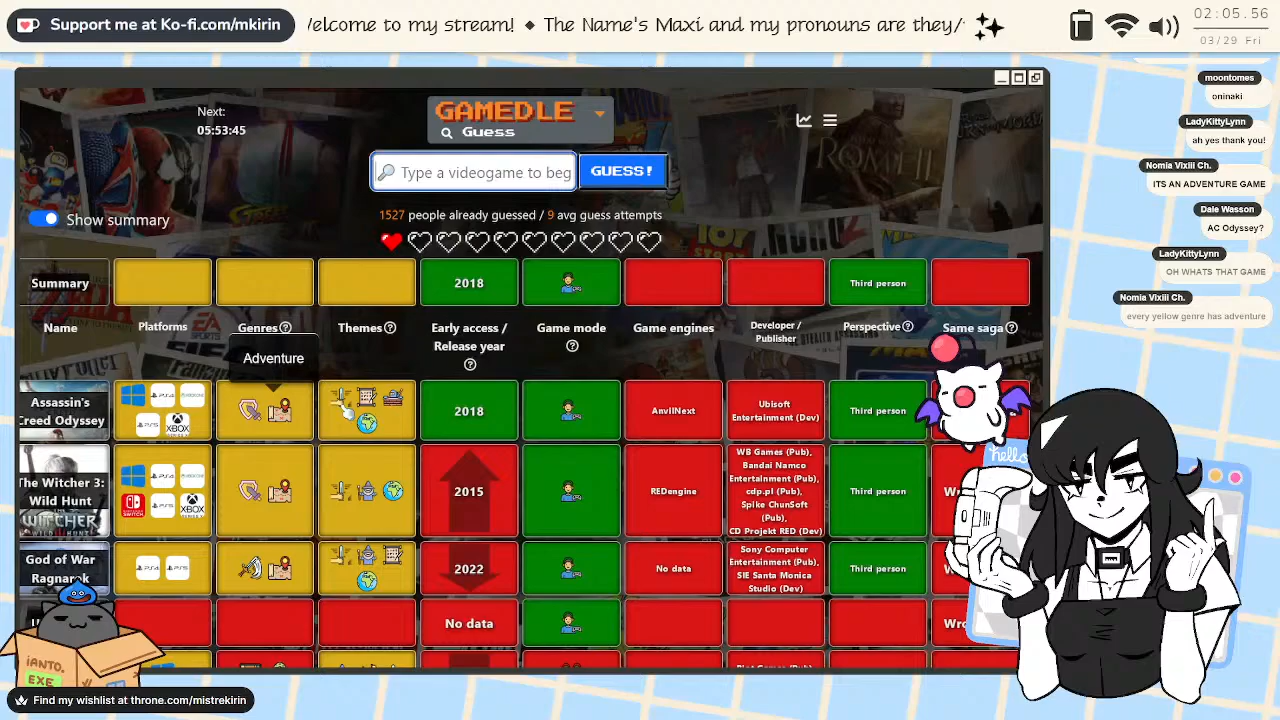 Support me at Ko-fi.com/mkirin
elcome to my stream! ◆ The Name's Maxi and my pronouns are they/
02:05.56
03/29 Fri
Next:
05:53:45
GAMEDLE
Guess
Type a videogame to beg
GUESS!
1527 people already guessed / 9 avg guess attempts
Show summary
Summary
2018
Third person
Name
Platforms
Genres
Themes
Early access /
Release year
Game mode
Game engines
Developer /
Publisher
Perspective
Same saga
Adventure
Assassin's
Creed Odyssey
2018
AnvilNext
Ubisoft
Entertainment (Dev)
Third person
The Witcher 3:
Wild Hunt
WITCHER
2015
REDengine
WB Games (Pub),
Bandai Namco
Entertainment (Pub),
cdp.pl (Pub),
Spike ChunSoft
(Pub),
CD Projekt RED (Dev)
Third person
God of War
Ragnarok
2022
No data
Sony Computer
Entertainment (Pub),
SIE Santa Monica
Studio (Dev)
Third person
No data
moontomes
oninaki
LadyKittyLynn
ah yes thank you!
Nomia Vixiii Ch.
ITS AN ADVENTURE GAME
Dale Wasson
AC Odyssey?
LadyKittyLynn
OH WHATS THAT GAME
Nomia Vixiii Ch.
every yellow genre has adventure
hello
iANTO.
EXE
Find my wishlist at throne.com/mistrekirin